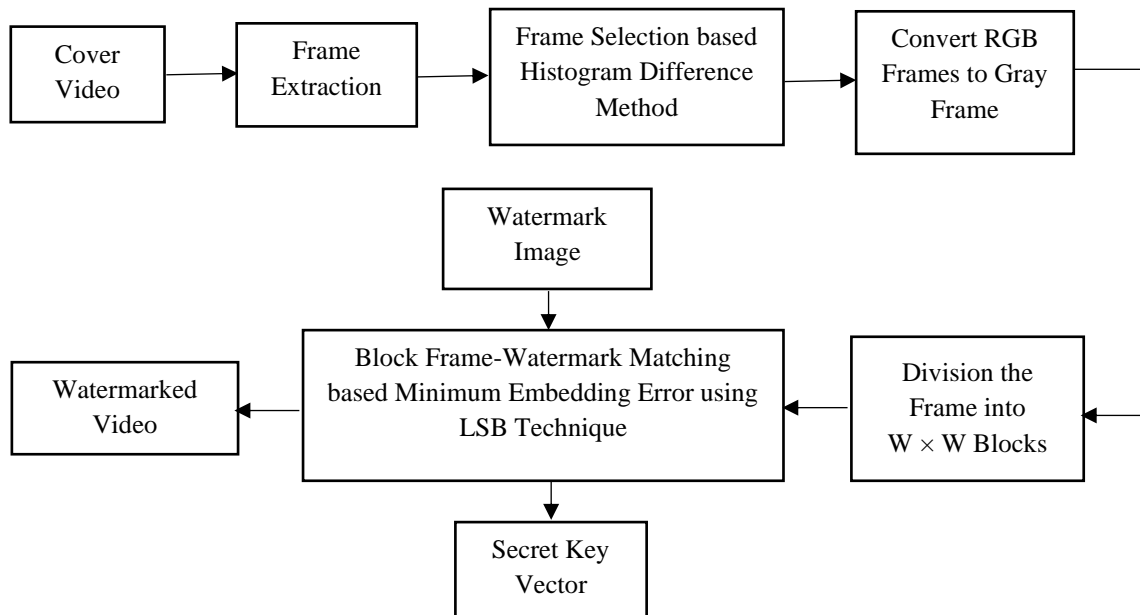 Cover
Video
Frame
Extraction
Frame Selection based
Histogram Difference
Method
Convert RGB
Frames to Gray
Frame
Watermark
Image
Block Frame-Watermark Matching
based Minimum Embedding Error using
LSB Technique
Division the
Frame into
W × W Blocks
Watermarked
Video
Secret Key
Vector